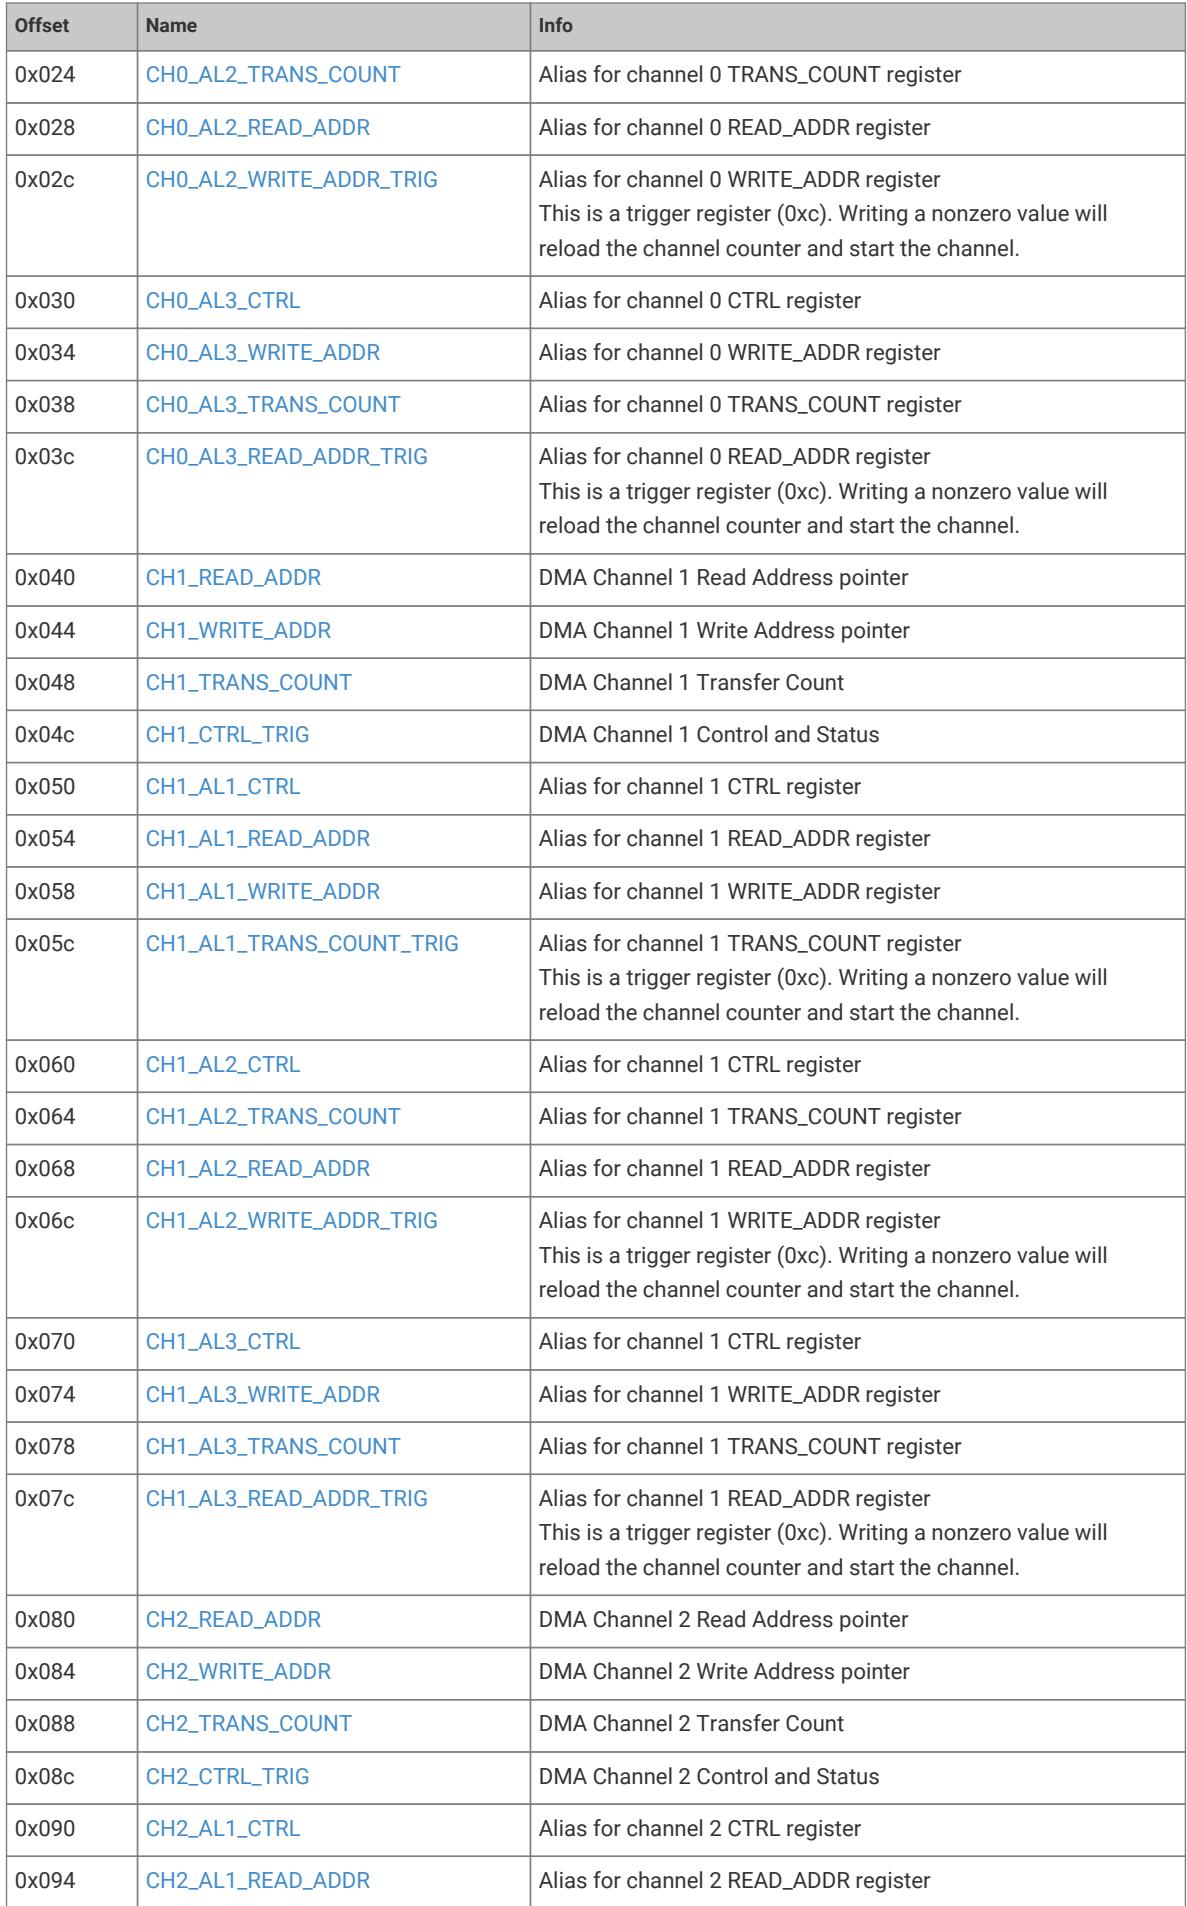 Offset Name Info
0x024 CH0_AL2_TRANS_COUNT Alias for channel 0 TRANS_COUNT register
0x028 CH0_AL2_READ_ADDR Alias for channel 0 READ_ADDR register
0x02c CH0_AL2_WRITE_ADDR_TRIG Alias for channel 0 WRITE_ADDR register
This is a trigger register (0xc). Writing a nonzero value will
reload the channel counter and start the channel.
0x030 CH0_AL3_CTRL Alias for channel 0 CTRL register
0x034 CH0_AL3_WRITE_ADDR Alias for channel 0 WRITE_ADDR register
0x038 CH0_AL3_TRANS_COUNT Alias for channel 0 TRANS_COUNT register
0x03c CH0_AL3_READ_ADDR_TRIG Alias for channel 0 READ_ADDR register
This is a trigger register (0xc). Writing a nonzero value will
reload the channel counter and start the channel.
0x040 CH1_READ_ADDR DMA Channel 1 Read Address pointer
0x044 CH1_WRITE_ADDR DMA Channel 1 Write Address pointer
0x048 CH1_TRANS_COUNT DMA Channel 1 Transfer Count
0x04c CH1_CTRL_TRIG DMA Channel 1 Control and Status
0x050 CH1_AL1_CTRL Alias for channel 1 CTRL register
0x054 CH1_AL1_READ_ADDR Alias for channel 1 READ_ADDR register
0x058 CH1_AL1_WRITE_ADDR Alias for channel 1 WRITE_ADDR register
0x05c CH1_AL1_TRANS_COUNT_TRIG Alias for channel 1 TRANS_COUNT register
This is a trigger register (0xc). Writing a nonzero value will
reload the channel counter and start the channel.
0x060 CH1_AL2_CTRL Alias for channel 1 CTRL register
0x064 CH1_AL2_TRANS_COUNT Alias for channel 1 TRANS_COUNT register
0x068 CH1_AL2_READ_ADDR Alias for channel 1 READ_ADDR register
0x06c CH1_AL2_WRITE_ADDR_TRIG Alias for channel 1 WRITE_ADDR register
This is a trigger register (0xc). Writing a nonzero value will
reload the channel counter and start the channel.
0x070 CH1_AL3_CTRL Alias for channel 1 CTRL register
0x074 CH1_AL3_WRITE_ADDR Alias for channel 1 WRITE_ADDR register
0x078 CH1_AL3_TRANS_COUNT Alias for channel 1 TRANS_COUNT register
0x07c CH1_AL3_READ_ADDR_TRIG Alias for channel 1 READ_ADDR register
This is a trigger register (0xc). Writing a nonzero value will
reload the channel counter and start the channel.
0x080 CH2_READ_ADDR DMA Channel 2 Read Address pointer
0x084 CH2_WRITE_ADDR DMA Channel 2 Write Address pointer
0x088 CH2_TRANS_COUNT DMA Channel 2 Transfer Count
0x08c CH2_CTRL_TRIG DMA Channel 2 Control and Status
0x090 CH2_AL1_CTRL Alias for channel 2 CTRL register
0x094 CH2_AL1_READ_ADDR Alias for channel 2 READ_ADDR register